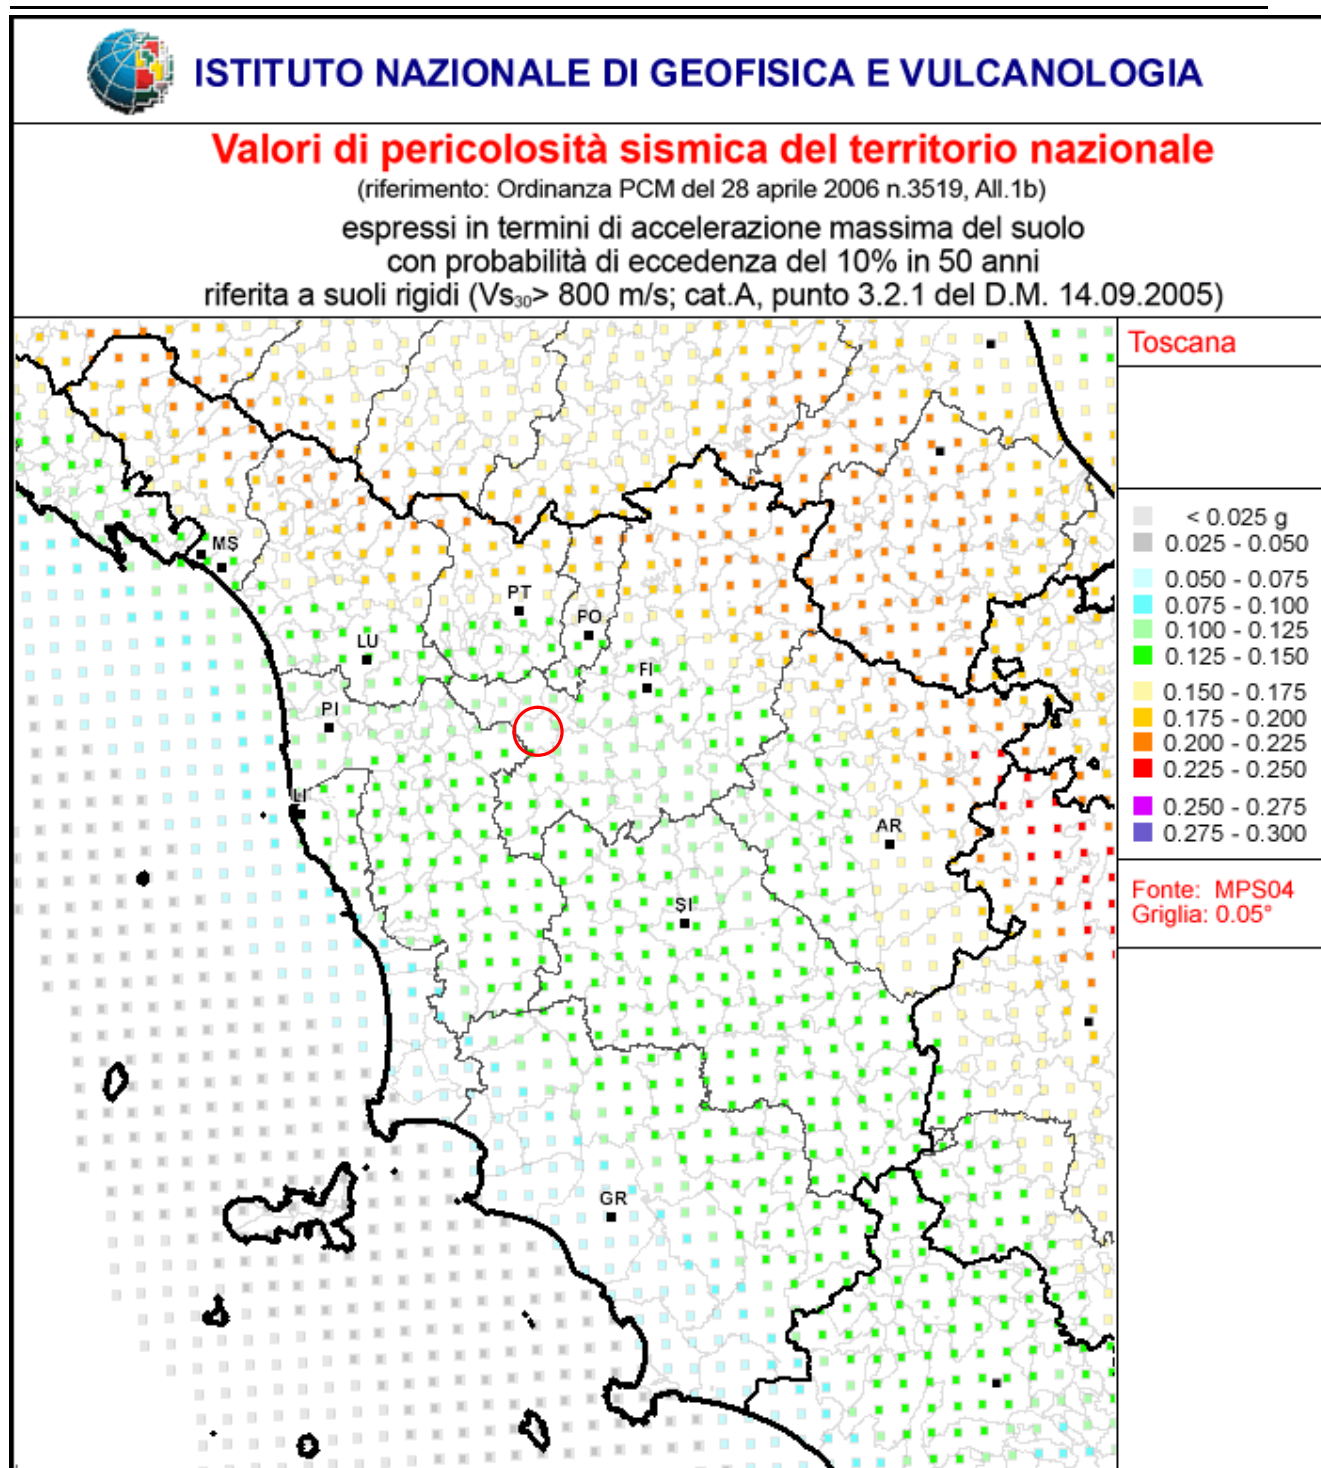 ISTITUTO NAZIONALE DI GEOFISICA E VULCANOLOGIA
Valori di pericolosità sismica del territorio nazionale
(riferimento: Ordinanza PCM del 28 aprile 2006 n.3519, All.1b)
espressi in termini di accelerazione massima del suolo
con probabilità di eccedenza del 10% in 50 anni
riferita a suoli rigidi (Vs30> 800 m/s; cat.A, punto 3.2.1 del D.M. 14.09.2005)
Toscana
< 0.025 g
0.025 - 0.050
0.050 - 0.075
0.075 - 0.100
0.100 - 0.125
0.125 - 0.150
0.150 - 0.175
0.175 - 0.200
0.200 - 0.225
0.225 - 0.250
0.250 - 0.275
0.275 - 0.300
Fonte: MPS04
Griglia: 0.05°
MS
PT
PO
LU
FI
PI
LI
AR
SI
GR